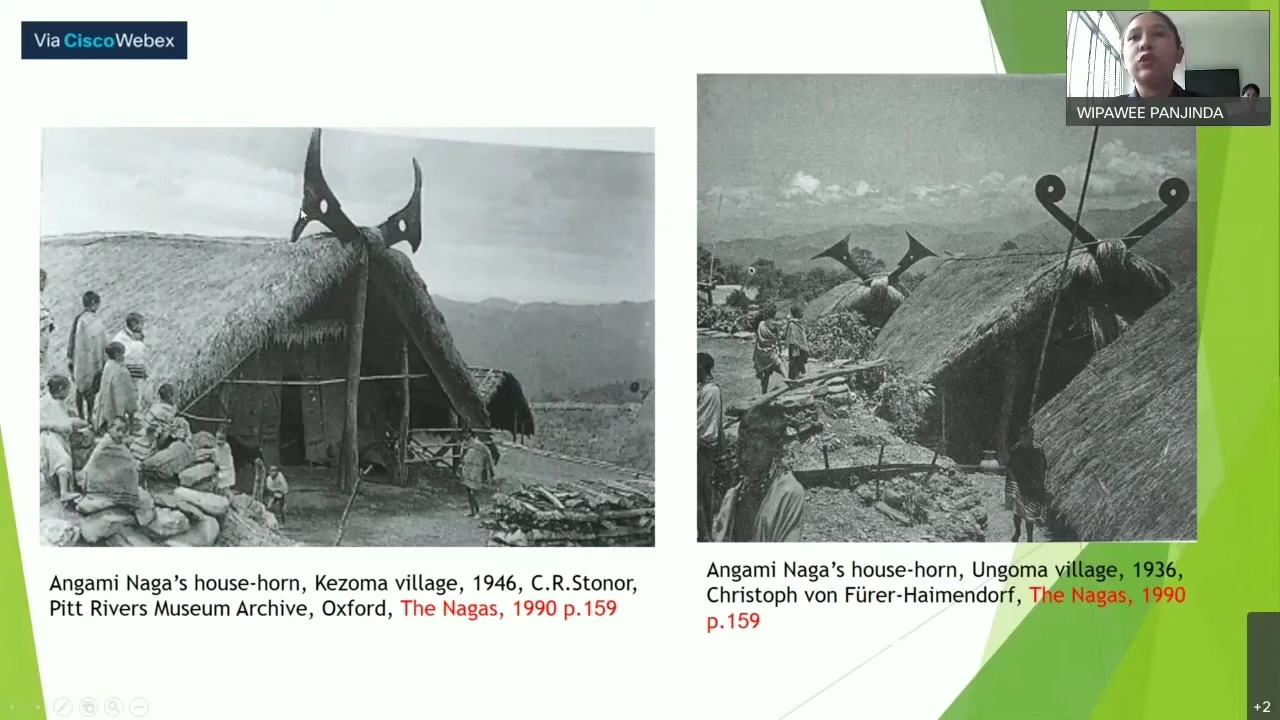 Via CiscoWebex
WIPAWEE PANJINDA
Angami Naga’s house-horn, Kezoma village, 1946, C.R.Stonor,
Pitt Rivers Museum Archive, Oxford, The Nagas, 1990 p.159
Angami Naga’s house-horn, Ungoma village, 1936,
Christoph von Fürer-Haimendorf, The Nagas, 1990
p.159
+2